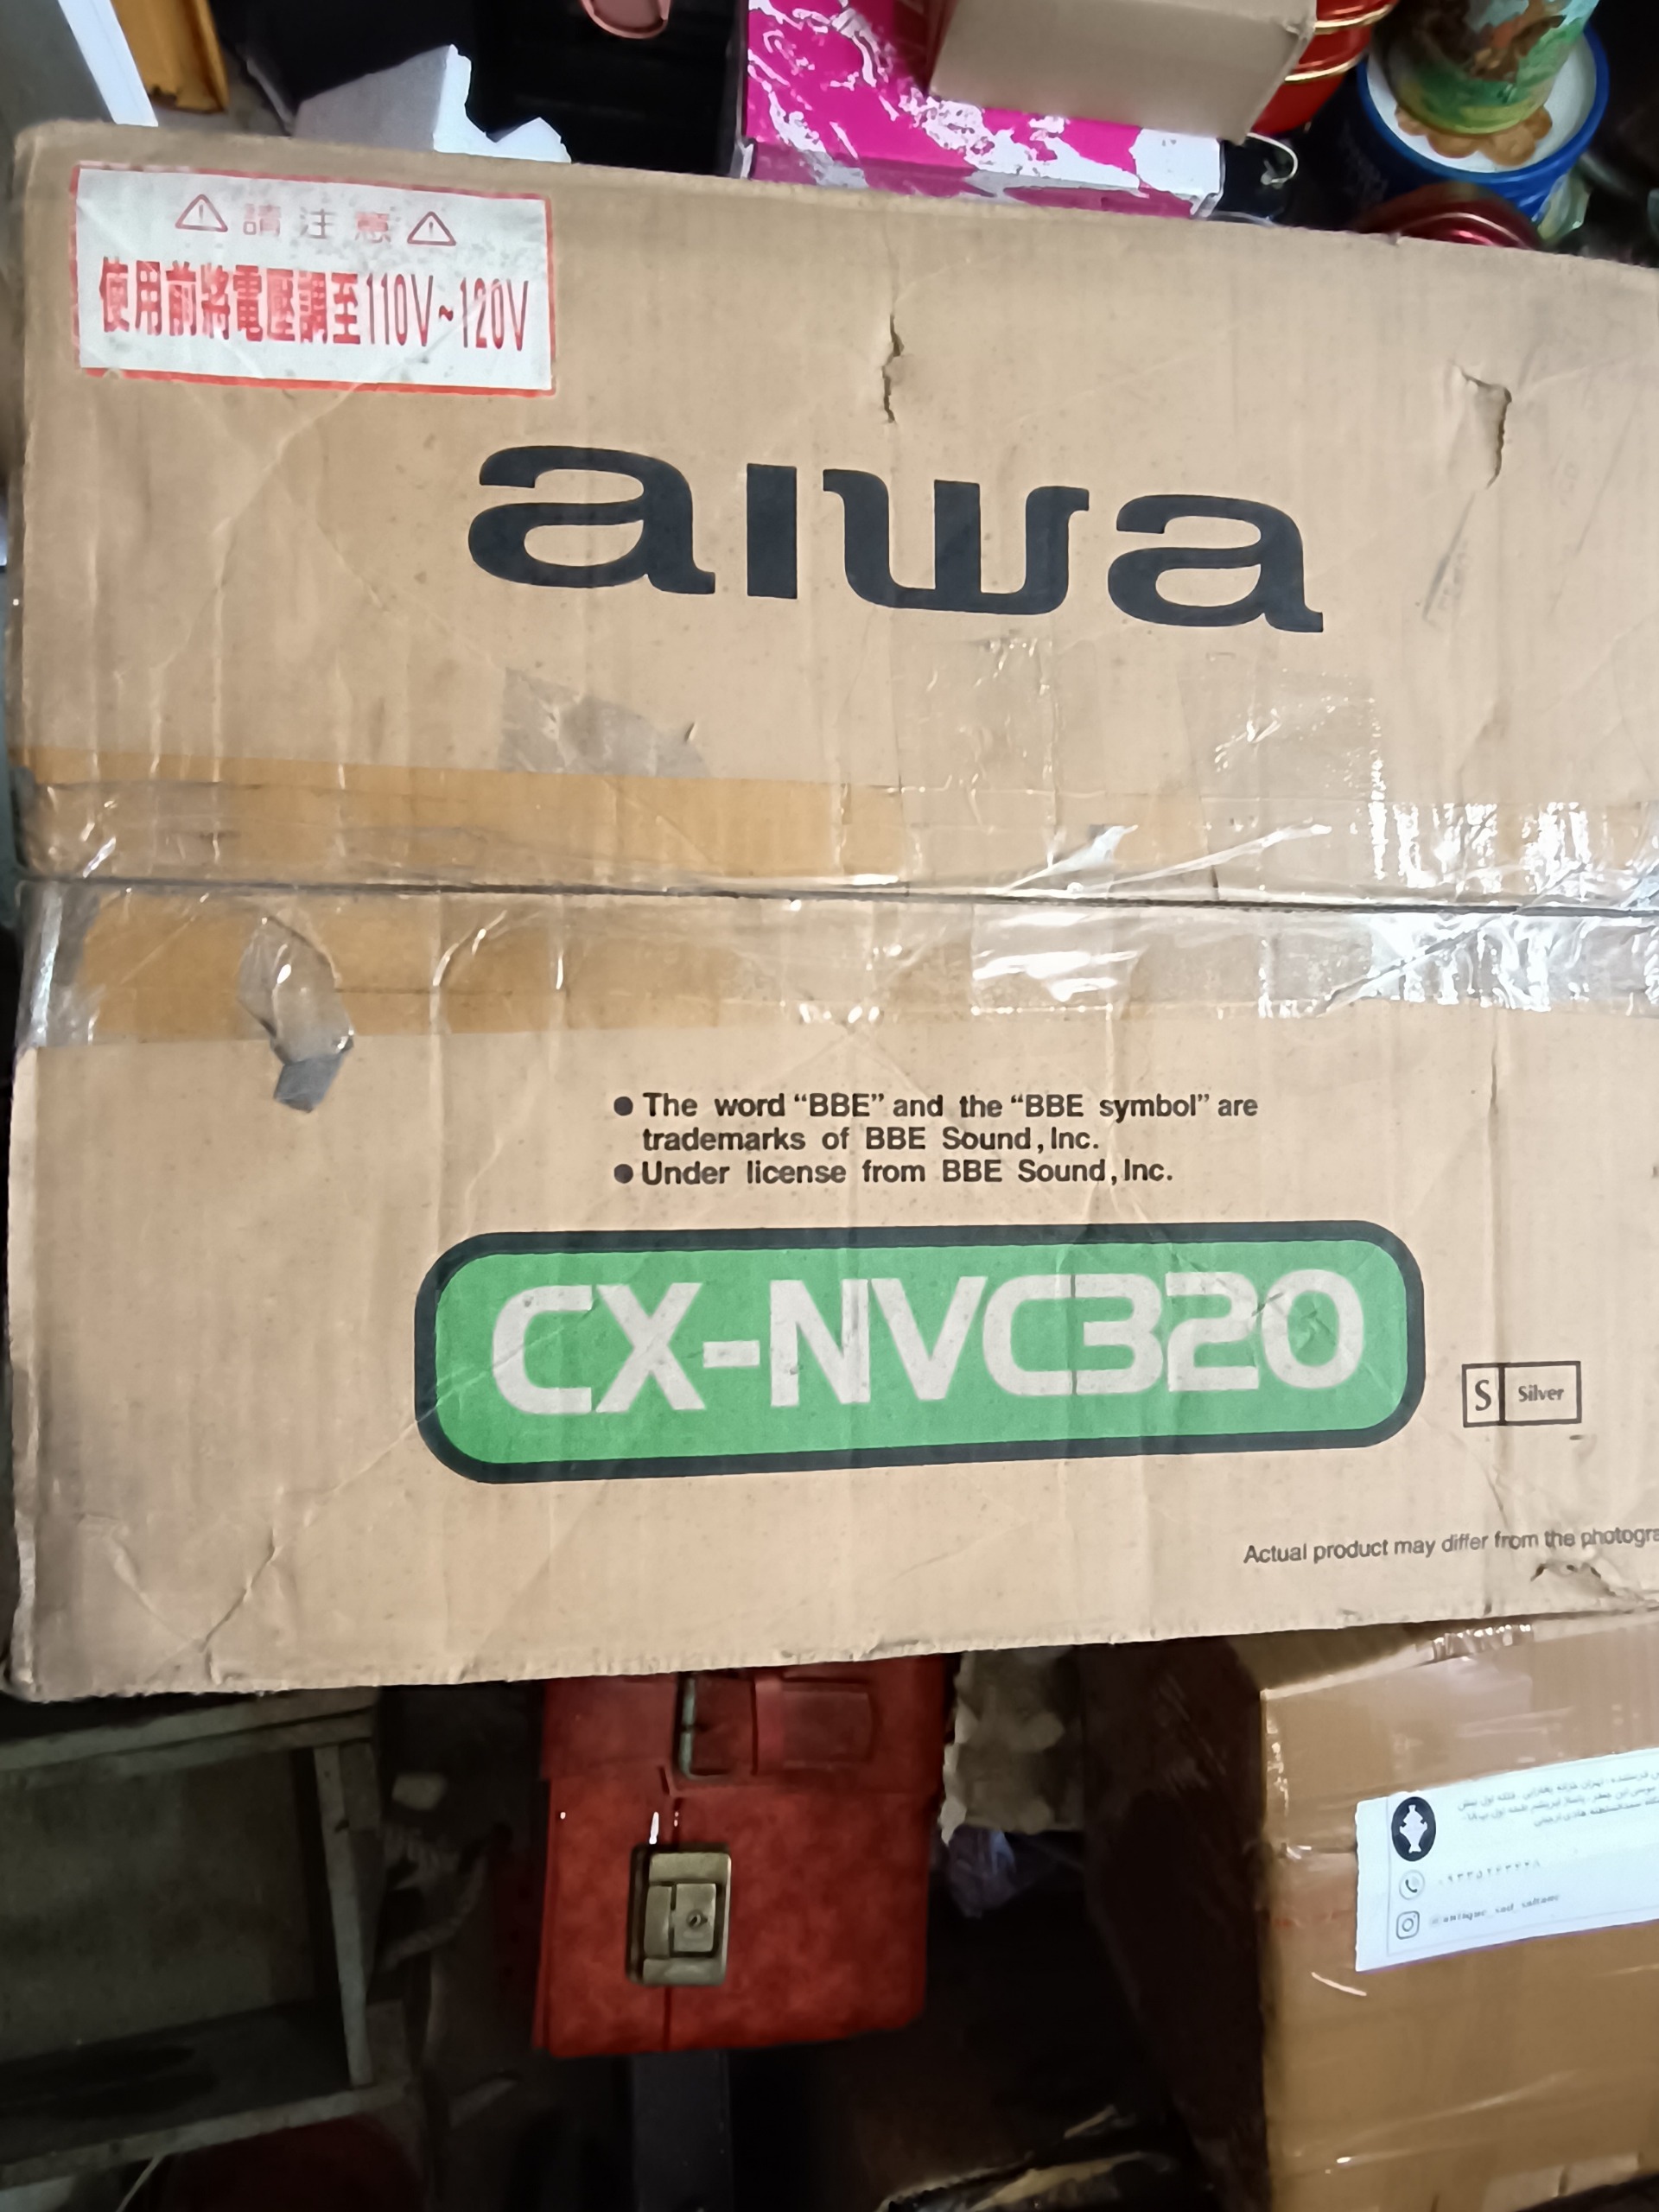 請注意
使用前將電壓調至110V~120V
aiwa
● The word “BBE” and the “BBE symbol” are
trademarks of BBE Sound, Inc.
● Under license from BBE Sound, Inc.
CX-NVC320
S Silver
Actual product may differ from the